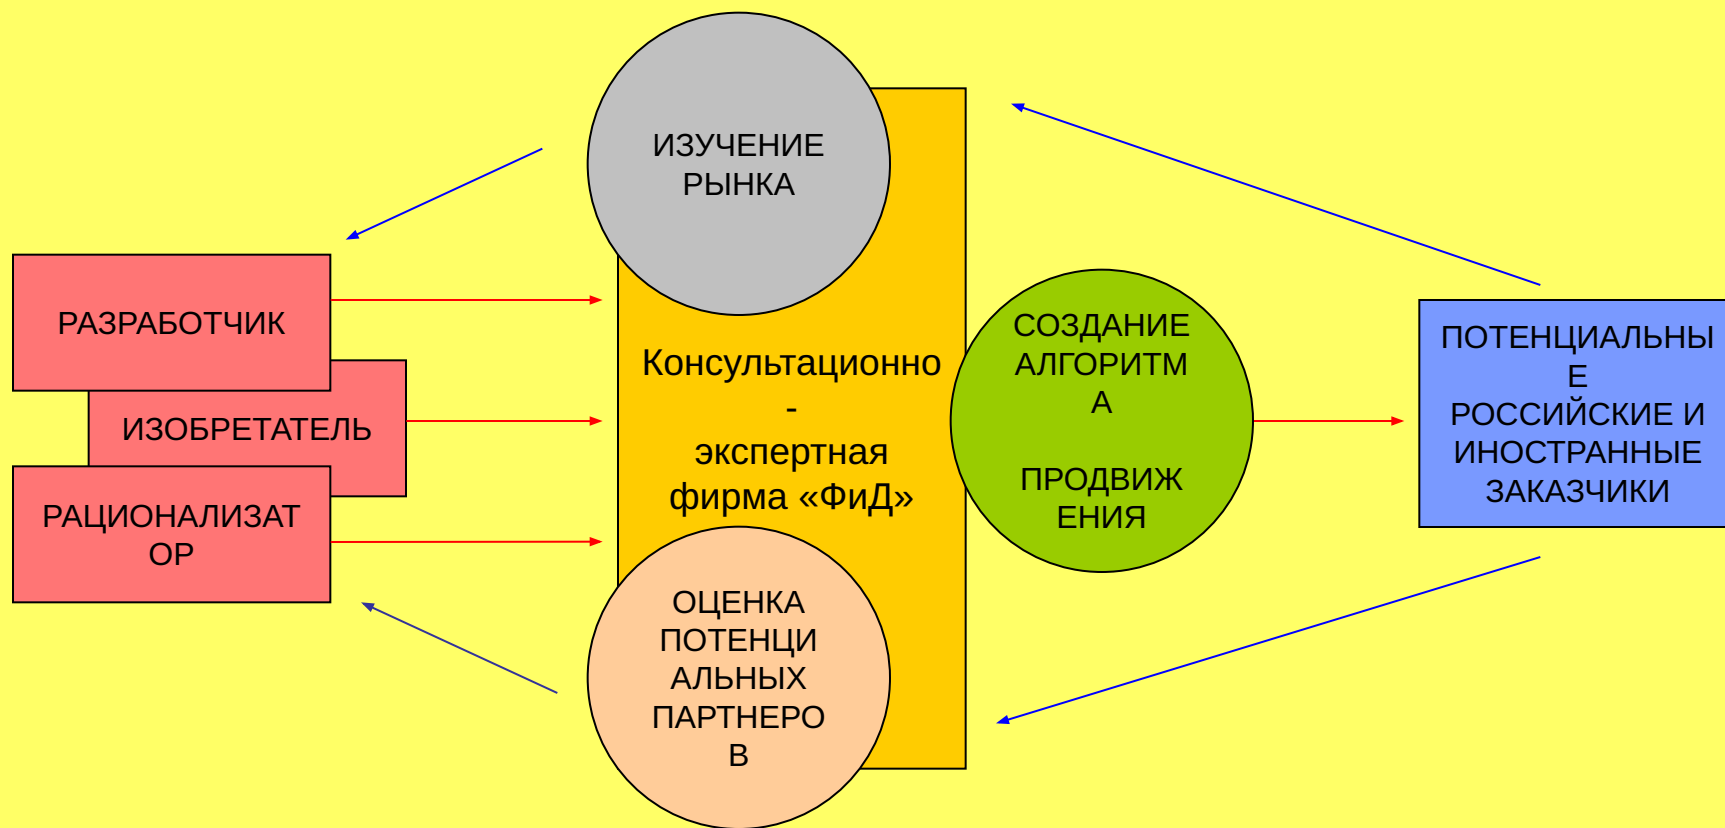 ИЗУЧЕНИЕ
РЫНКА
РАЗРАБОТЧИК
ИЗОБРЕТАТЕЛЬ
РАЦИОНАЛИЗАТ
ОР
Консультационно
-
экспертная
фирма «ФиД»
СОЗДАНИЕ
АЛГОРИТМ
А
ПРОДВИЖ
ЕНИЯ
ПОТЕНЦИАЛЬНЫ
Е
РОССИЙСКИЕ И
ИНОСТРАННЫЕ
ЗАКАЗЧИКИ
ОЦЕНКА
ПОТЕНЦИ
АЛЬНЫХ
ПАРТНЕРО
В